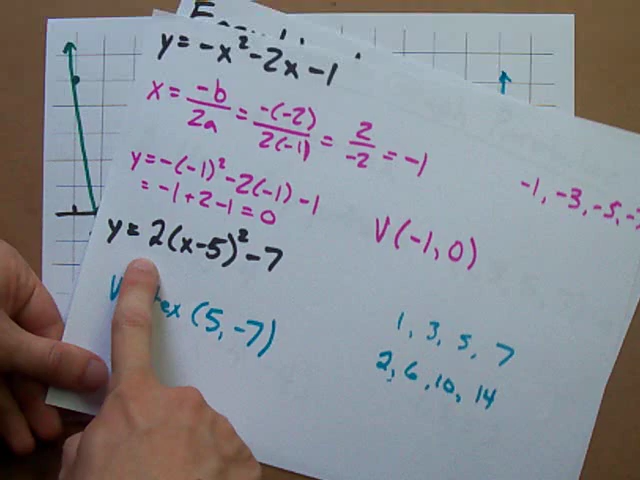 y = -x² - 2x - 1
x = -b/2a = -(-2)/2(-1) = 2/-2 = -1
y = -(-1)² - 2(-1) - 1
= -1 + 2 - 1 = 0
-1, -3, -5, -7
V(-1, 0)
y = 2(x-5)² - 7
(5, -7)
1, 3, 5, 7
2, 6, 10, 14